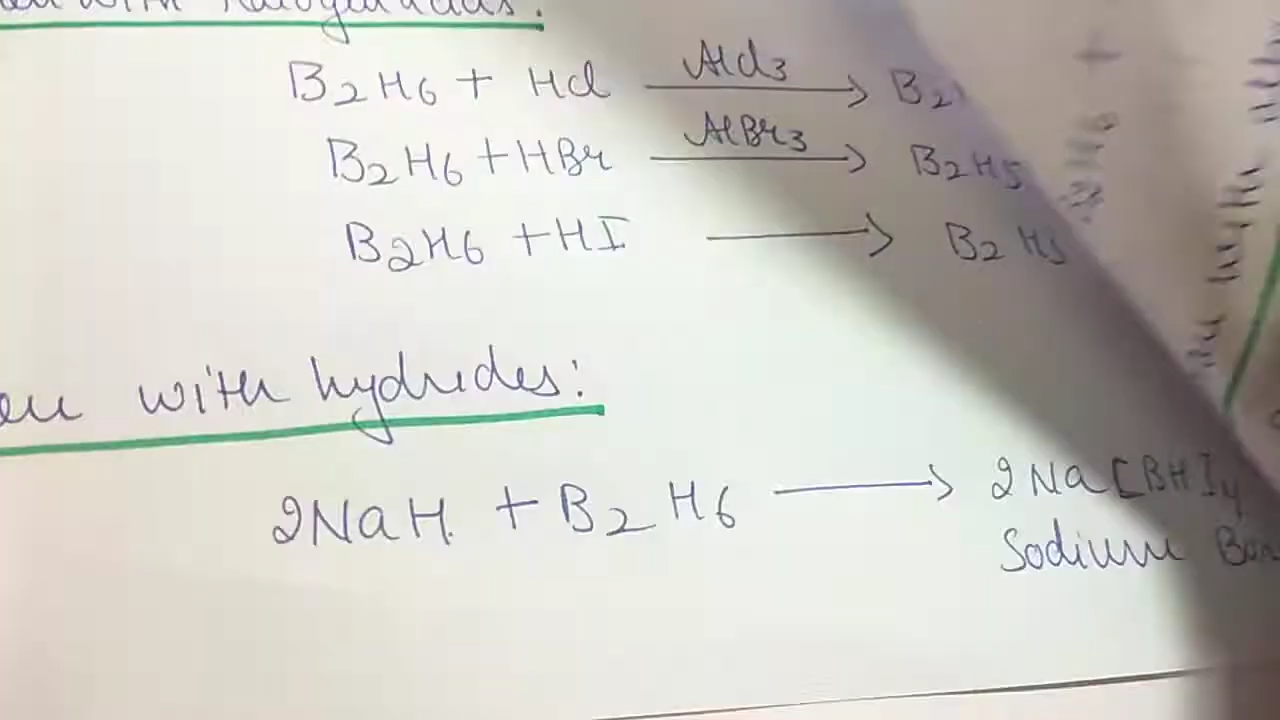 with
B2H6 + HCl AlCl3 → B2
B2H6 + HBr AlBr3 → B2H5
B2H6 + HI → B2H5
with hydrides:
2NaH + B2H6 → 2Na[BH]4
Sodium